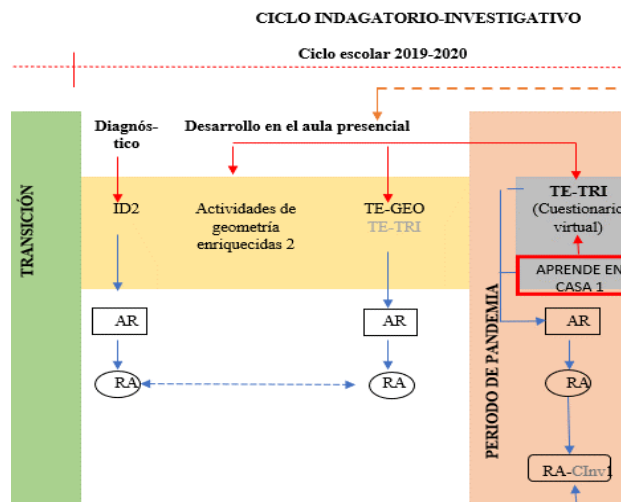 CICLO INDAGATORIO-INVESTIGATIVO
Ciclo escolar 2019-2020
Diagnós-
tico
Desarrollo en el aula presencial
TRANSICIÓN
ID2
Actividades de
geometría
enriquecidas 2
TE-GEO
TE-TRI
PERIODO DE PANDEMIA
TE-TRI
(Cuestionario
virtual)
APRENDE EN
CASA 1
AR
AR
AR
RA
RA
RA
RA-CInv1